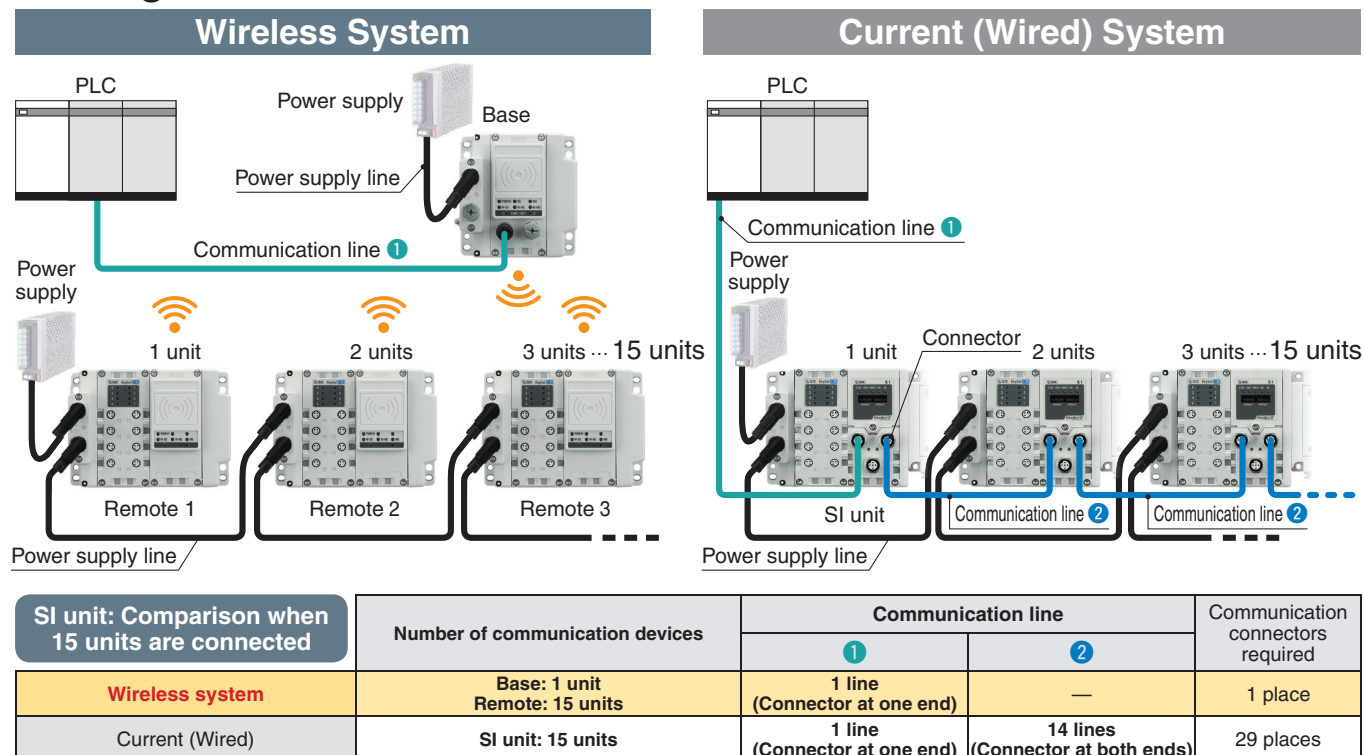 Wireless System
PLC
Power supply
Base
Power supply line
Communication line 1
Power
supply
1 unit
2 units
3 units ··· 15 units
Remote 1
Remote 2
Remote 3
Power supply line
Current (Wired) System
PLC
Communication line 1
Power
supply
Connector
1 unit
2 units
3 units ··· 15 units
SI unit
Communication line 2
Communication line 2
Power supply line
SI unit: Comparison when
15 units are connected
Number of communication devices
Communication line
Communication
connectors
required
1
2
Wireless system
Base: 1 unit
Remote: 15 units
1 line
(Connector at one end)
—
1 place
Current (Wired)
SI unit: 15 units
1 line
(Connector at one end)
14 lines
(Connector at both ends)
29 places